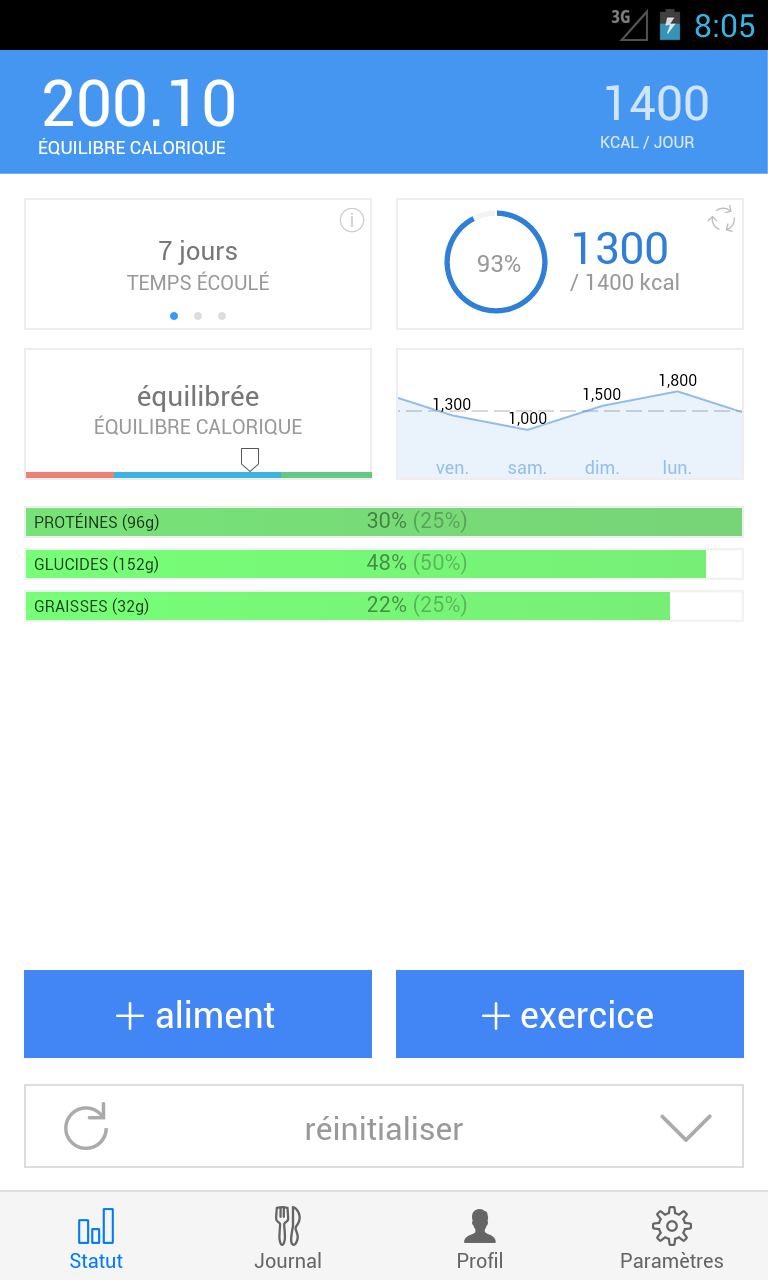 3G 8:05
200.10
ÉQUILIBRE CALORIQUE
1400
KCAL / JOUR
7 jours
TEMPS ÉCOULÉ
93%
1300
/ 1400 kcal
équilibrée
ÉQUILIBRE CALORIQUE
1,300 1,000 1,500 1,800
ven. sam. dim. lun.
PROTÉINES (96g) 30% (25%)
GLUCIDES (152g) 48% (50%)
GRAISSES (32g) 22% (25%)
+ aliment
+ exercice
réinitialiser
Statut Journal Profil Paramètres